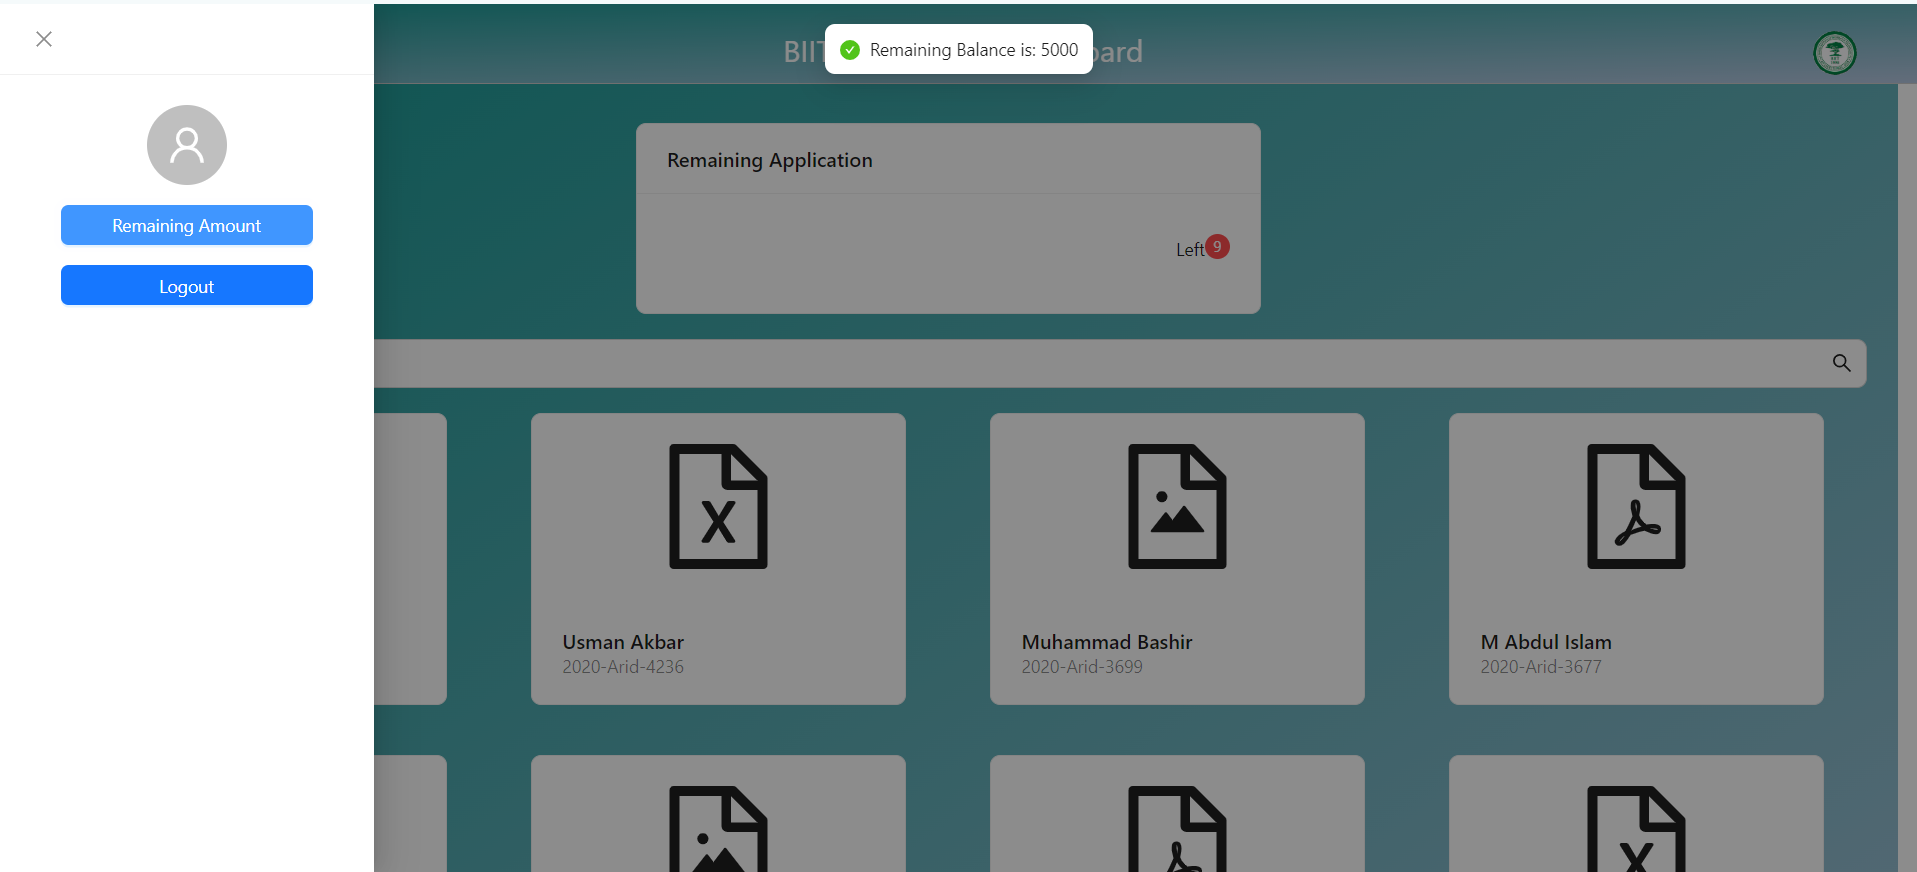 BIIT
Remaining Balance is: 5000
ard
Remaining Amount
Logout
Remaining Application
Left 9
Usman Akbar
2020-Arid-4236
Muhammad Bashir
2020-Arid-3699
M Abdul Islam
2020-Arid-3677